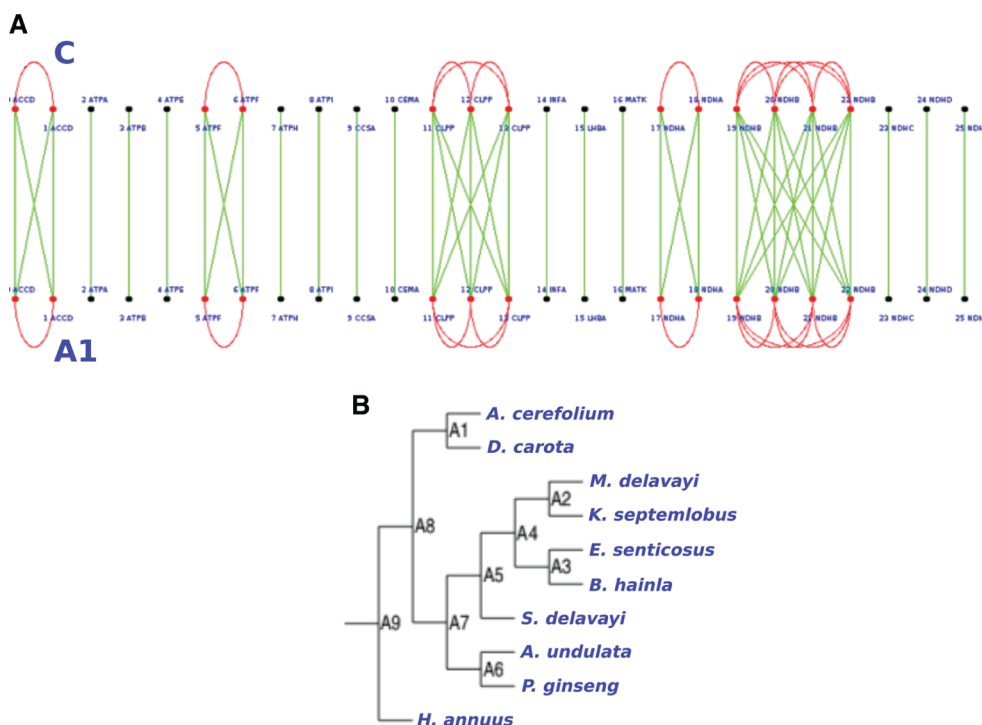 A
C
ACCD 2 ATPA 4 ATPE 6 ATPF 8 ATPI 10 CEMA 12 CLPP 14 INFA 16 MATK 18 NDHA 20 NDHB 22 NDHB 24 NDHD
1 ACCD 3 ATPB 5 ATPF 7 ATPH 9 CCSA 11 CLPP 13 CLPP 15 LHBA 17 NDHA 19 NDHB 21 NDHB 23 NDHC 25 NDH
ACCD 2 ATPA 4 ATPE 6 ATPF 8 ATPI 10 CEMA 12 CLPP 14 INFA 16 MATK 18 NDHA 20 NDHB 22 NDHB 24 NDHD
1 ACCD 3 ATPB 5 ATPF 7 ATPH 9 CCSA 11 CLPP 13 CLPP 15 LHBA 17 NDHA 19 NDHB 21 NDHB 23 NDHC 25 NDH
A1
B
A. cerefolium
A1
D. carota
M. delavayi
A2
K. septemlobus
A8
A4
E. senticosus
A3
A5
B. hainla
S. delavayi
A9
A7
A. undulata
A6
P. ginseng
H. annuus